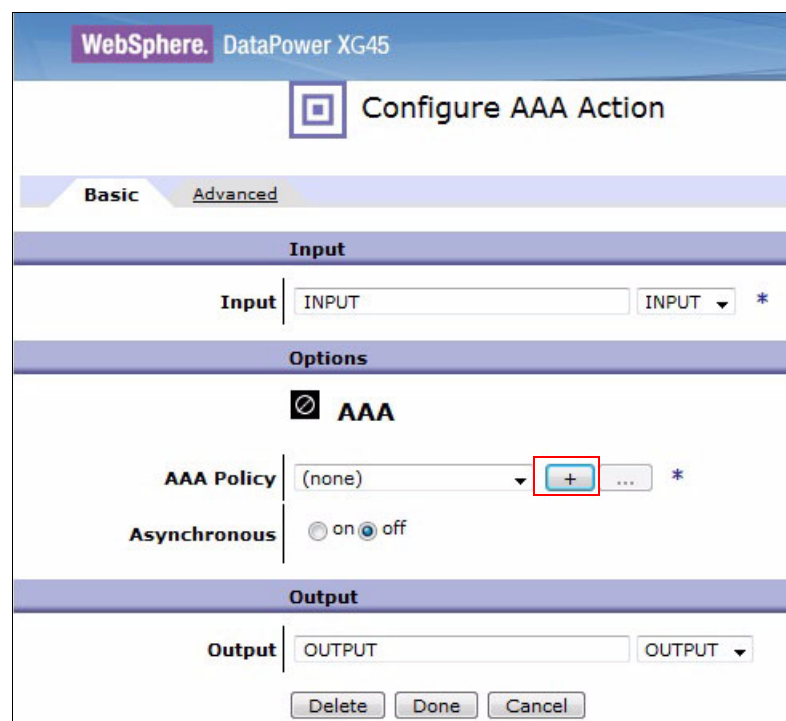 WebSphere. DataPower XG45
Configure AAA Action
Basic Advanced
Input
Input INPUT INPUT *
Options
AAA
AAA Policy (none) + ... *
Asynchronous on off
Output
Output OUTPUT OUTPUT
Delete Done Cancel